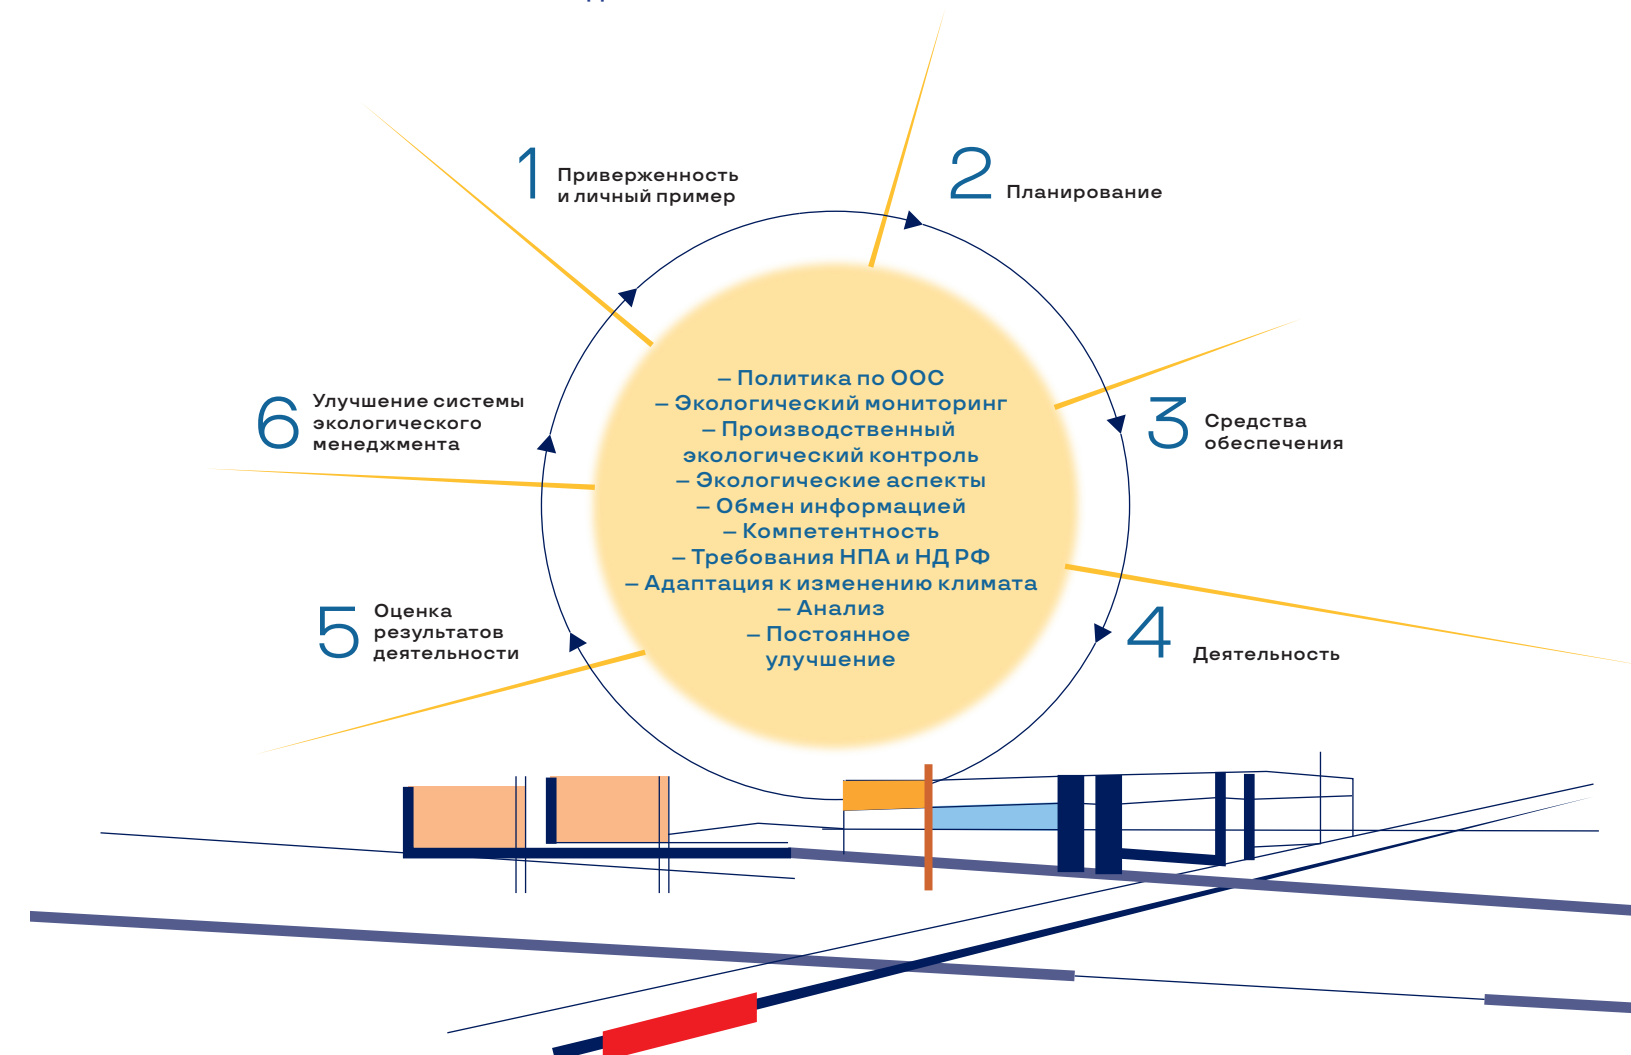 1
Приверженность
и личный пример
2
Планирование
3
Средства
обеспечения
4
Деятельность
5
Оценка
результатов
деятельности
6
Улучшение системы
экологического
менеджмента
– Политика по ООС
– Экологический мониторинг
– Производственный
экологический контроль
– Экологические аспекты
– Обмен информацией
– Компетентность
– Требования НПА и НД РФ
– Адаптация к изменению климата
– Анализ
– Постоянное
улучшение